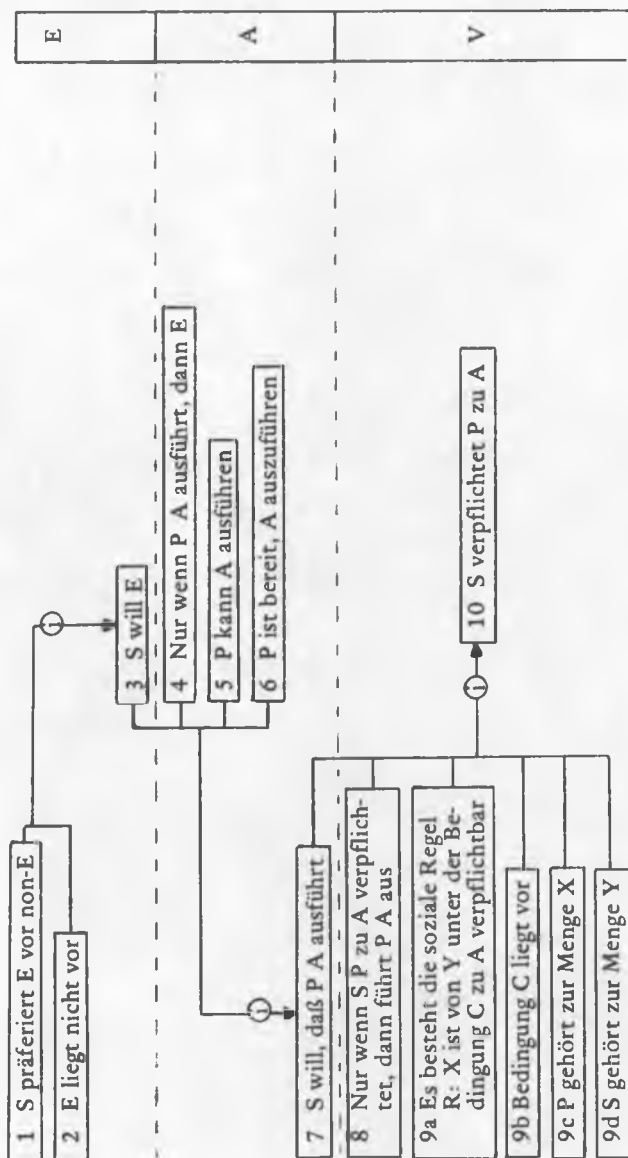 E
1 S präferiert E vor non-E
2 E liegt nicht vor
i
3 S will E
A
4 Nur wenn P A ausführt, dann E
5 P kann A ausführen
6 P ist bereit, A auszuführen
i
V
7 S will, daß P A ausführt
8 Nur wenn S P zu A verpflich-
tet, dann führt P A aus
9a Es besteht die soziale Regel
R: X ist von Y unter der Be-
dingung C zu A verpflichtbar
9b Bedingung C liegt vor
9c P gehört zur Menge X
9d S gehört zur Menge Y
i
10 S verpflichtet P zu A